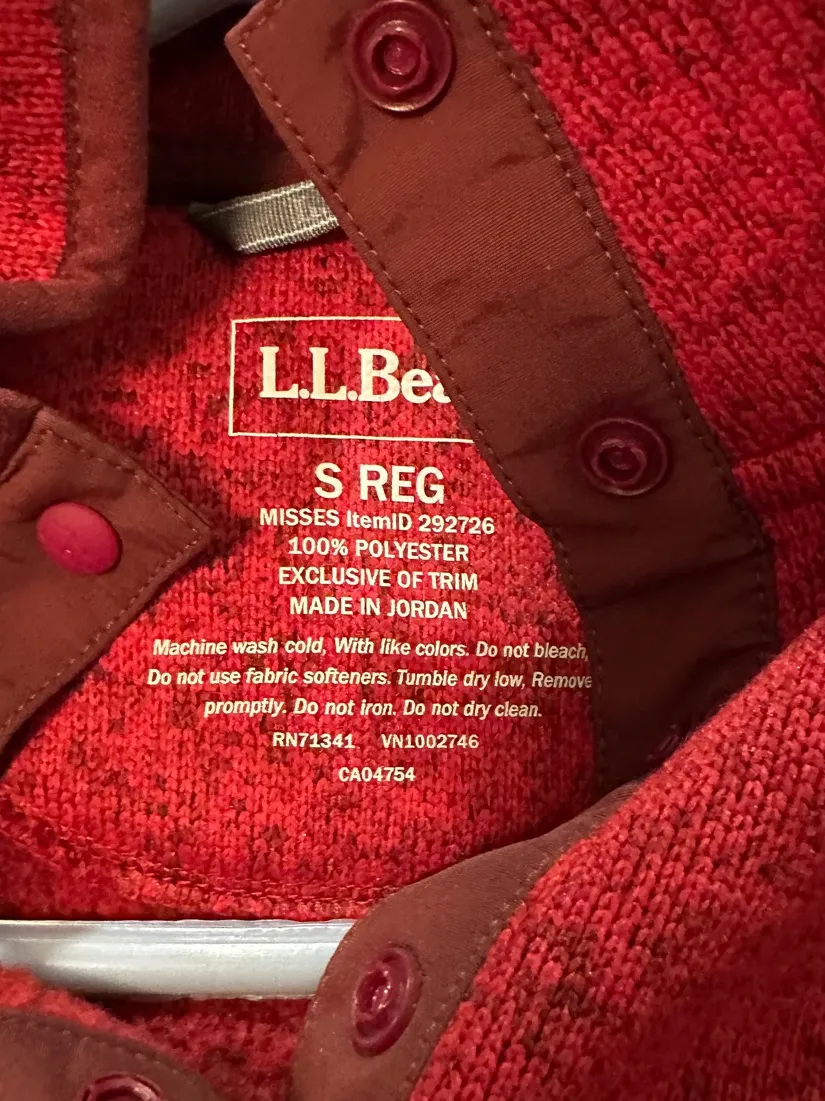 L.L.Bea
S REG
MISSES ItemID 292726
100% POLYESTER
EXCLUSIVE OF TRIM
MADE IN JORDAN
Machine wash cold, With like colors. Do not bleach,
Do not use fabric softeners. Tumble dry low, Remove
promptly. Do not iron. Do not dry clean.
RN71341 VN1002746
CA04754